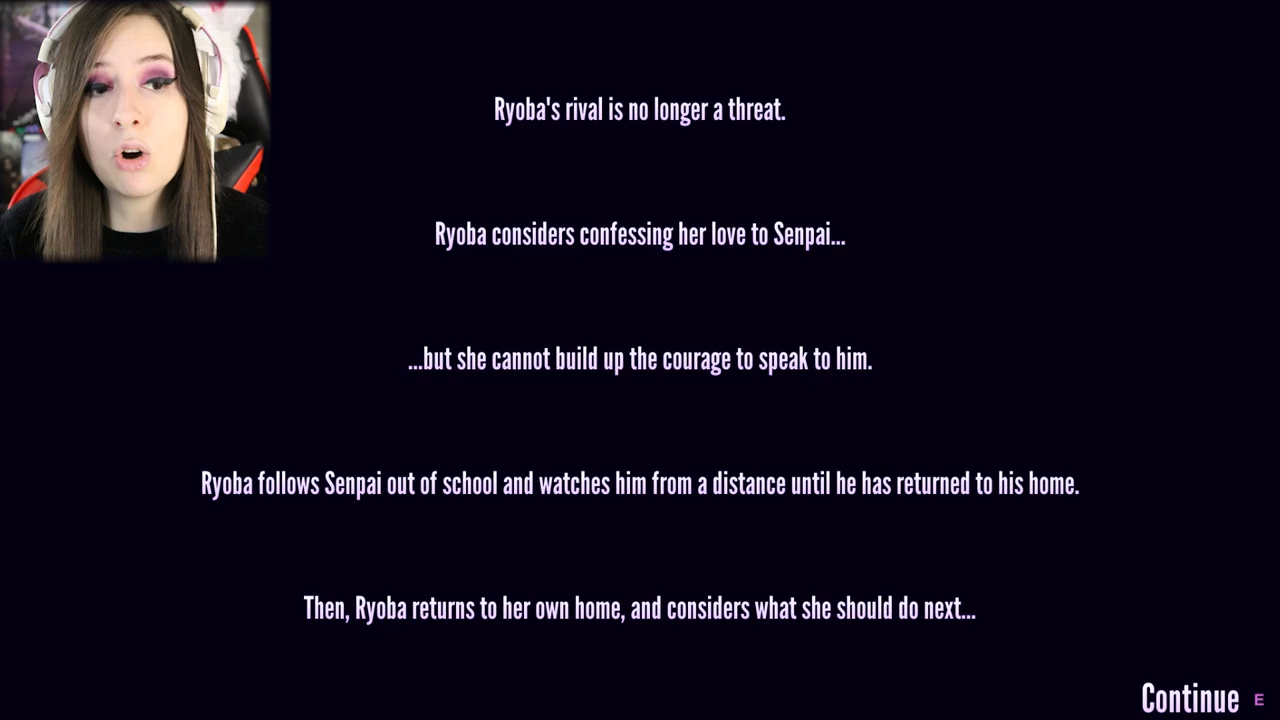 Ryoba's rival is no longer a threat.
Ryoba considers confessing her love to Senpai...
...but she cannot build up the courage to speak to him.
Ryoba follows Senpai out of school and watches him from a distance until he has returned to his home.
Then, Ryoba returns to her own home, and considers what she should do next...
Continue E